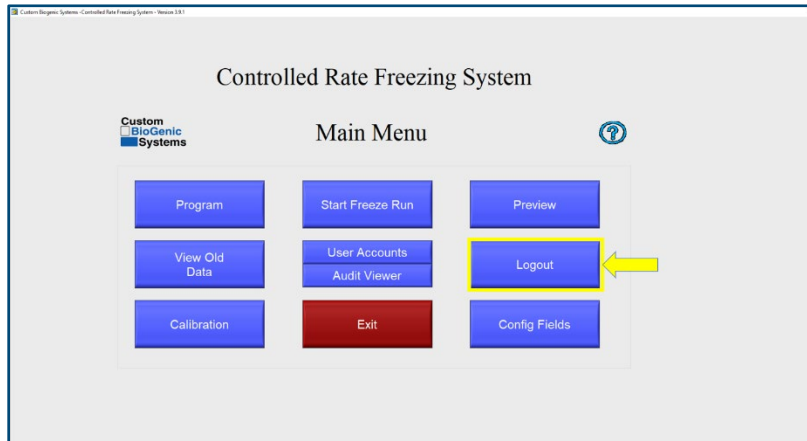 Custom Biogenic Systems -Controlled Rate Freezing System - Version 3.9.1
Controlled Rate Freezing System
Custom
BioGenic
Systems
Main Menu
?
Program
Start Freeze Run
Preview
View Old
Data
User Accounts
Audit Viewer
Logout
Calibration
Exit
Config Fields